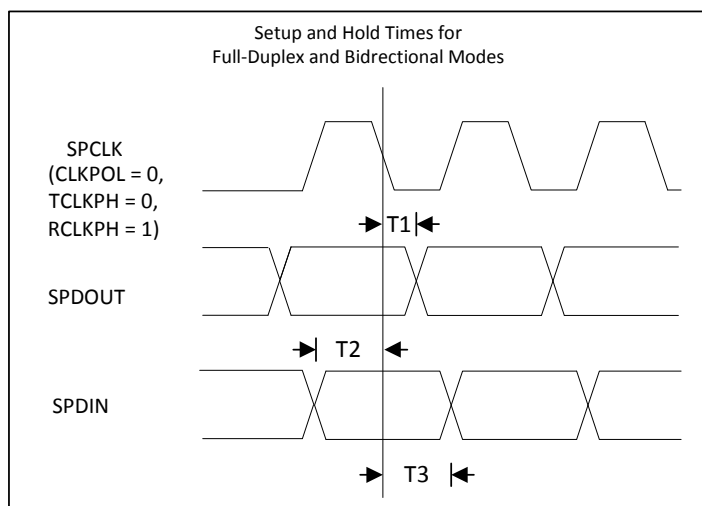 Setup and Hold Times for
Full-Duplex and Bidrectional Modes
SPCLK
(CLKPOL = 0,
TCLKPH = 0,
RCLKPH = 1)
T1
SPDOUT
T2
SPDIN
T3